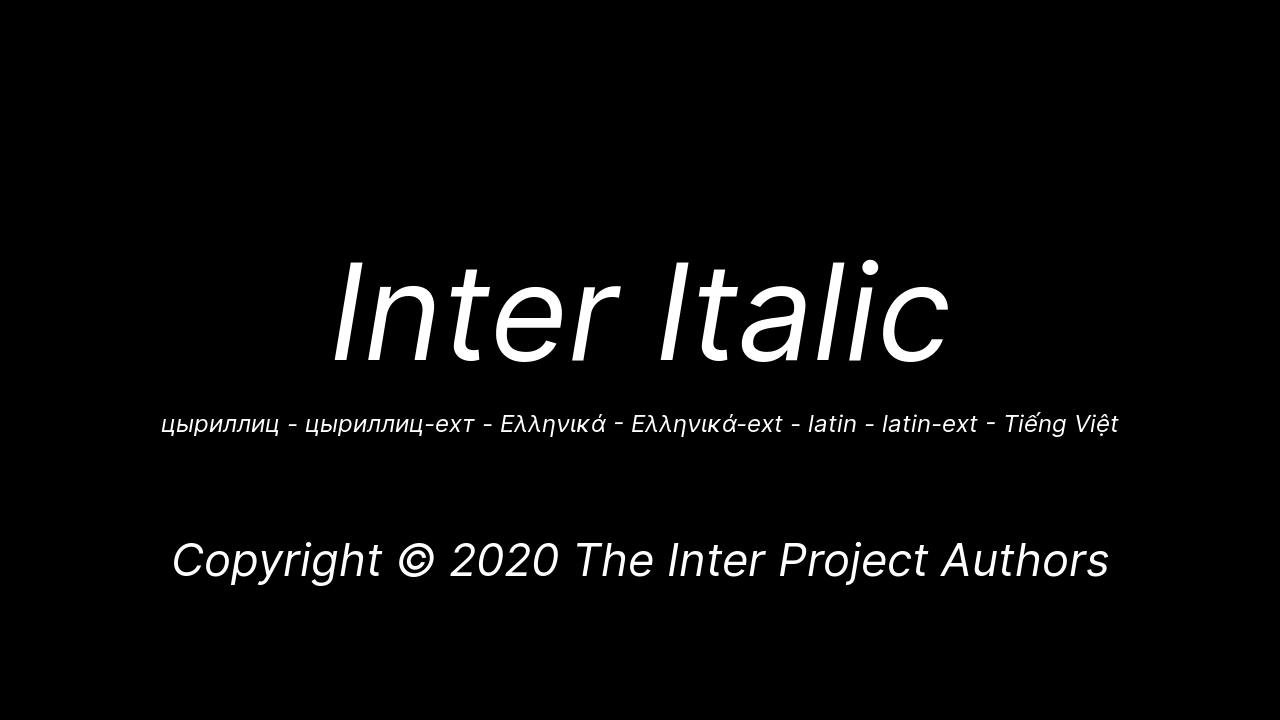 Inter Italic
цыриллиц - цыриллиц-ехт - Ελληνικά - Ελληνικά-ext - latin - latin-ext - Tiếng Việt
Copyright © 2020 The Inter Project Authors